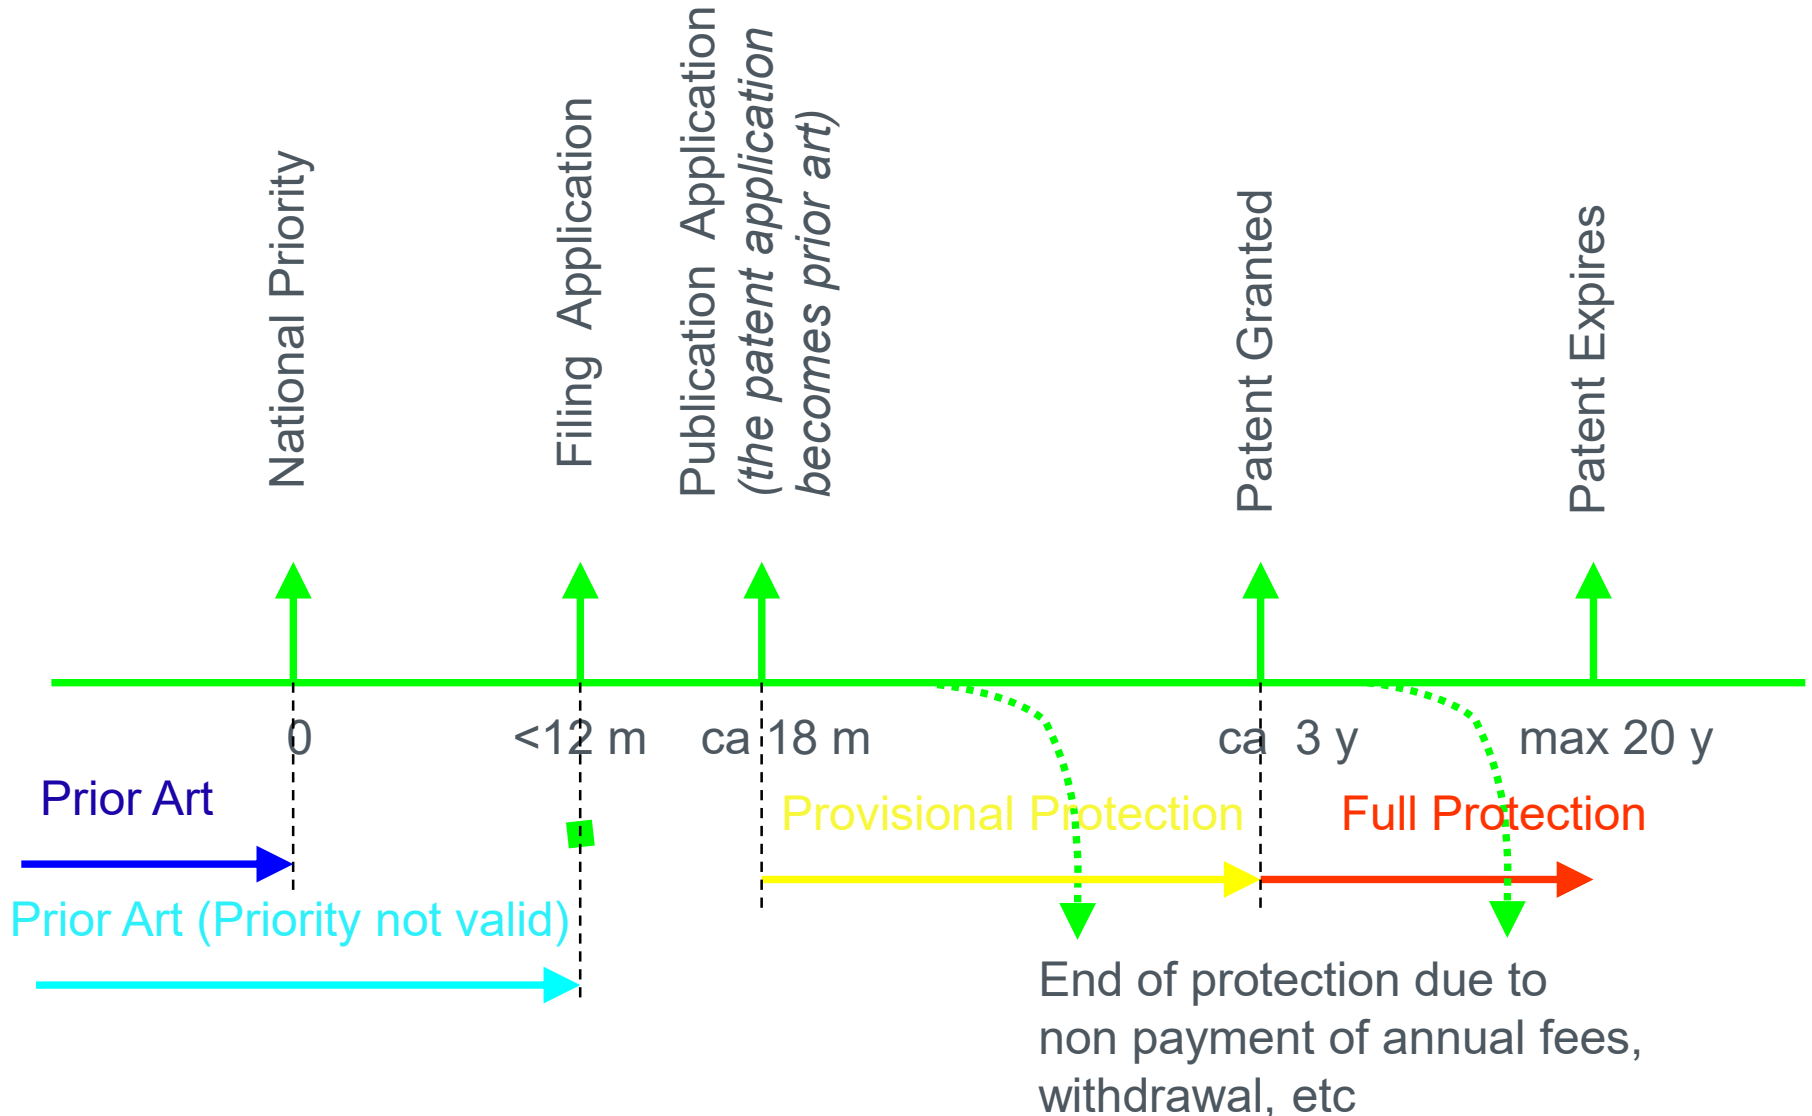 National Priority
Filing Application
Publication Application
(the patent application
becomes prior art)
Patent Granted
Patent Expires
0
<12 m
ca 18 m
ca 3 y
max 20 y
Prior Art
Provisional Protection
Full Protection
Prior Art (Priority not valid)
End of protection due to
non payment of annual fees,
withdrawal, etc